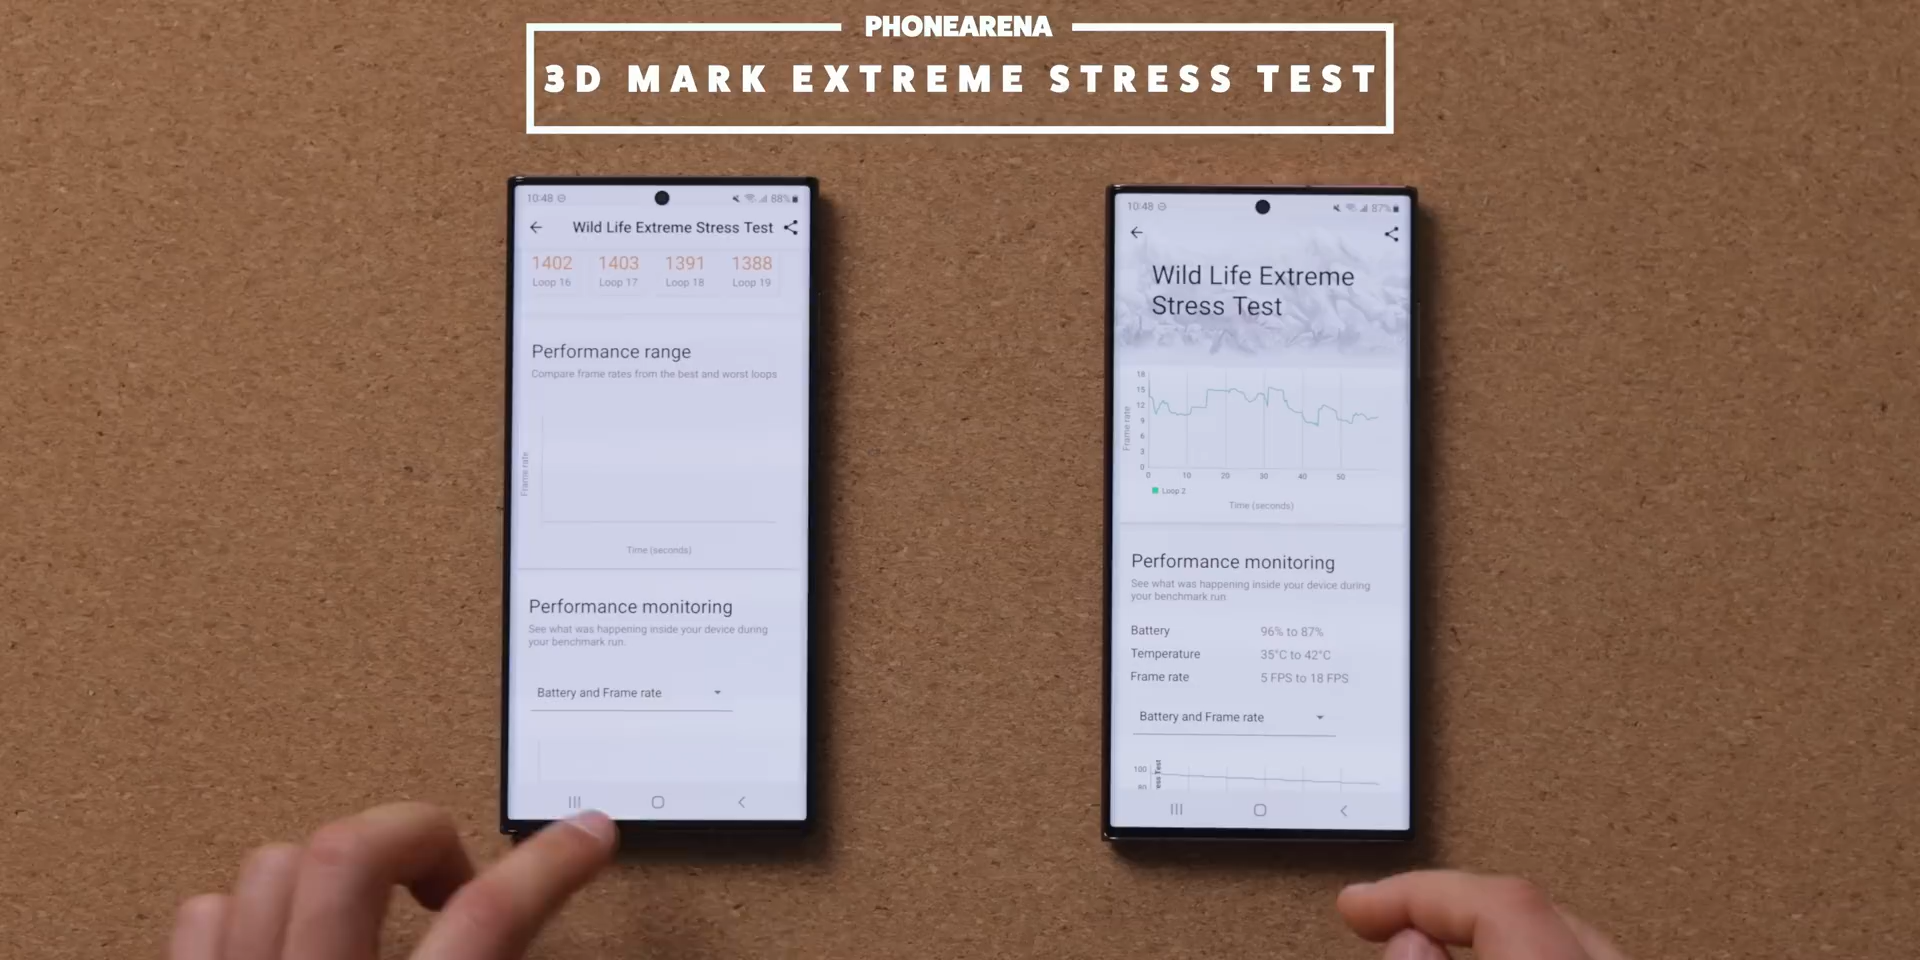 PHONEARENA
3D MARK EXTREME STRESS TEST
10:48
88%
Wild Life Extreme Stress Test
1402 1403 1391 1388
Loop 16 Loop 17 Loop 18 Loop 19
Performance range
Compare frame rates from the best and worst loops
Frame rate
Time (seconds)
Performance monitoring
See what was happening inside your device during
your benchmark run.
Battery and Frame rate
10:48
87%
Wild Life Extreme
Stress Test
18
15
12
9
6
3
0
Frame rate
0 10 20 30 40 50
Loop 2
Time (seconds)
Performance monitoring
See what was happening inside your device during
your benchmark run.
Battery 96% to 87%
Temperature 35°C to 42°C
Frame rate 5 FPS to 18 FPS
Battery and Frame rate
100
80
ess Test